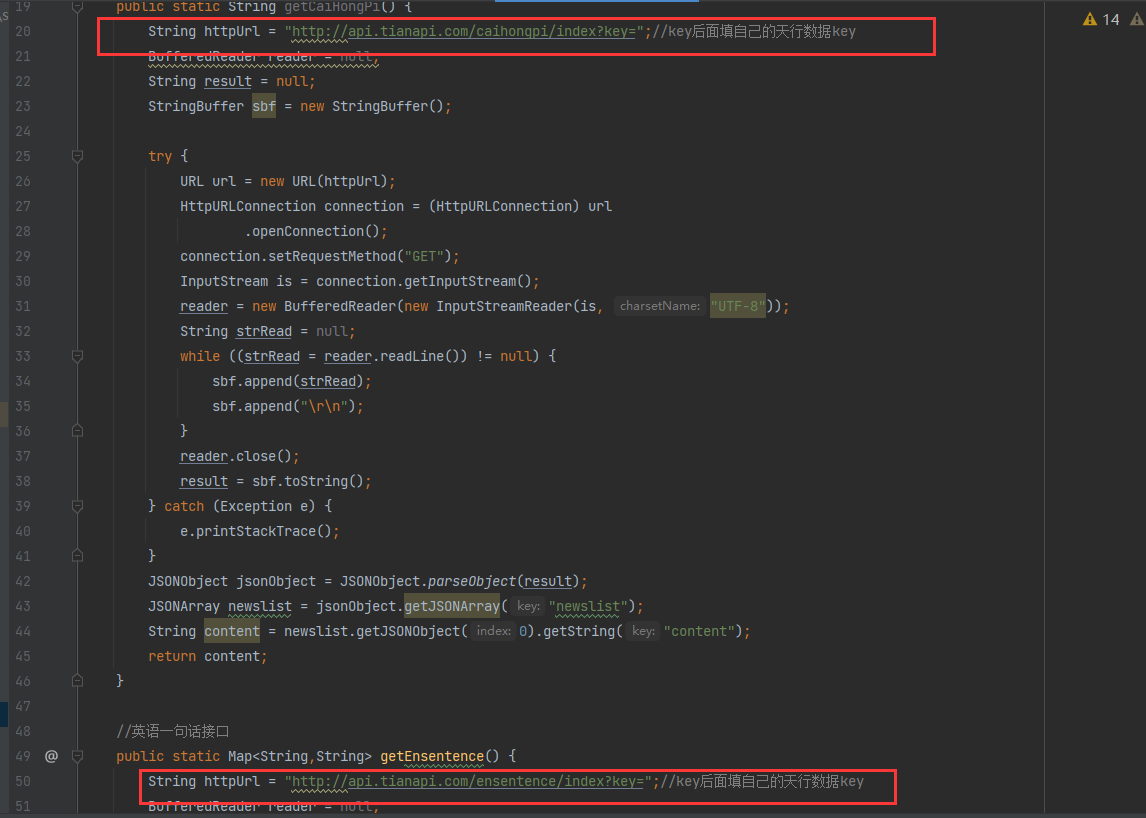 19 public static String getCaiHongPi() {
14
20 String httpUrl = "http://api.tianapi.com/caihongpi/index?key=";//key后面填自己的天行数据key
21 BufferedReader reader = null;
22 String result = null;
23 StringBuffer sbf = new StringBuffer();
24
25 try {
26 URL url = new URL(httpUrl);
27 HttpURLConnection connection = (HttpURLConnection) url
28 .openConnection();
29 connection.setRequestMethod("GET");
30 InputStream is = connection.getInputStream();
31 reader = new BufferedReader(new InputStreamReader(is, charsetName: "UTF-8"));
32 String strRead = null;
33 while ((strRead = reader.readLine()) != null) {
34 sbf.append(strRead);
35 sbf.append("\r\n");
36 }
37 reader.close();
38 result = sbf.toString();
39 } catch (Exception e) {
40 e.printStackTrace();
41 }
42 JSONObject jsonObject = JSONObject.parseObject(result);
43 JSONArray newslist = jsonObject.getJSONArray( key: "newslist");
44 String content = newslist.getJSONObject( index: 0).getString( key: "content");
45 return content;
46 }
47
48 //英语一句话接口
49 @ public static Map<String,String> getEnsentence() {
50 String httpUrl = "http://api.tianapi.com/ensentence/index?key=";//key后面填自己的天行数据key
51 BufferedReader reader = null;